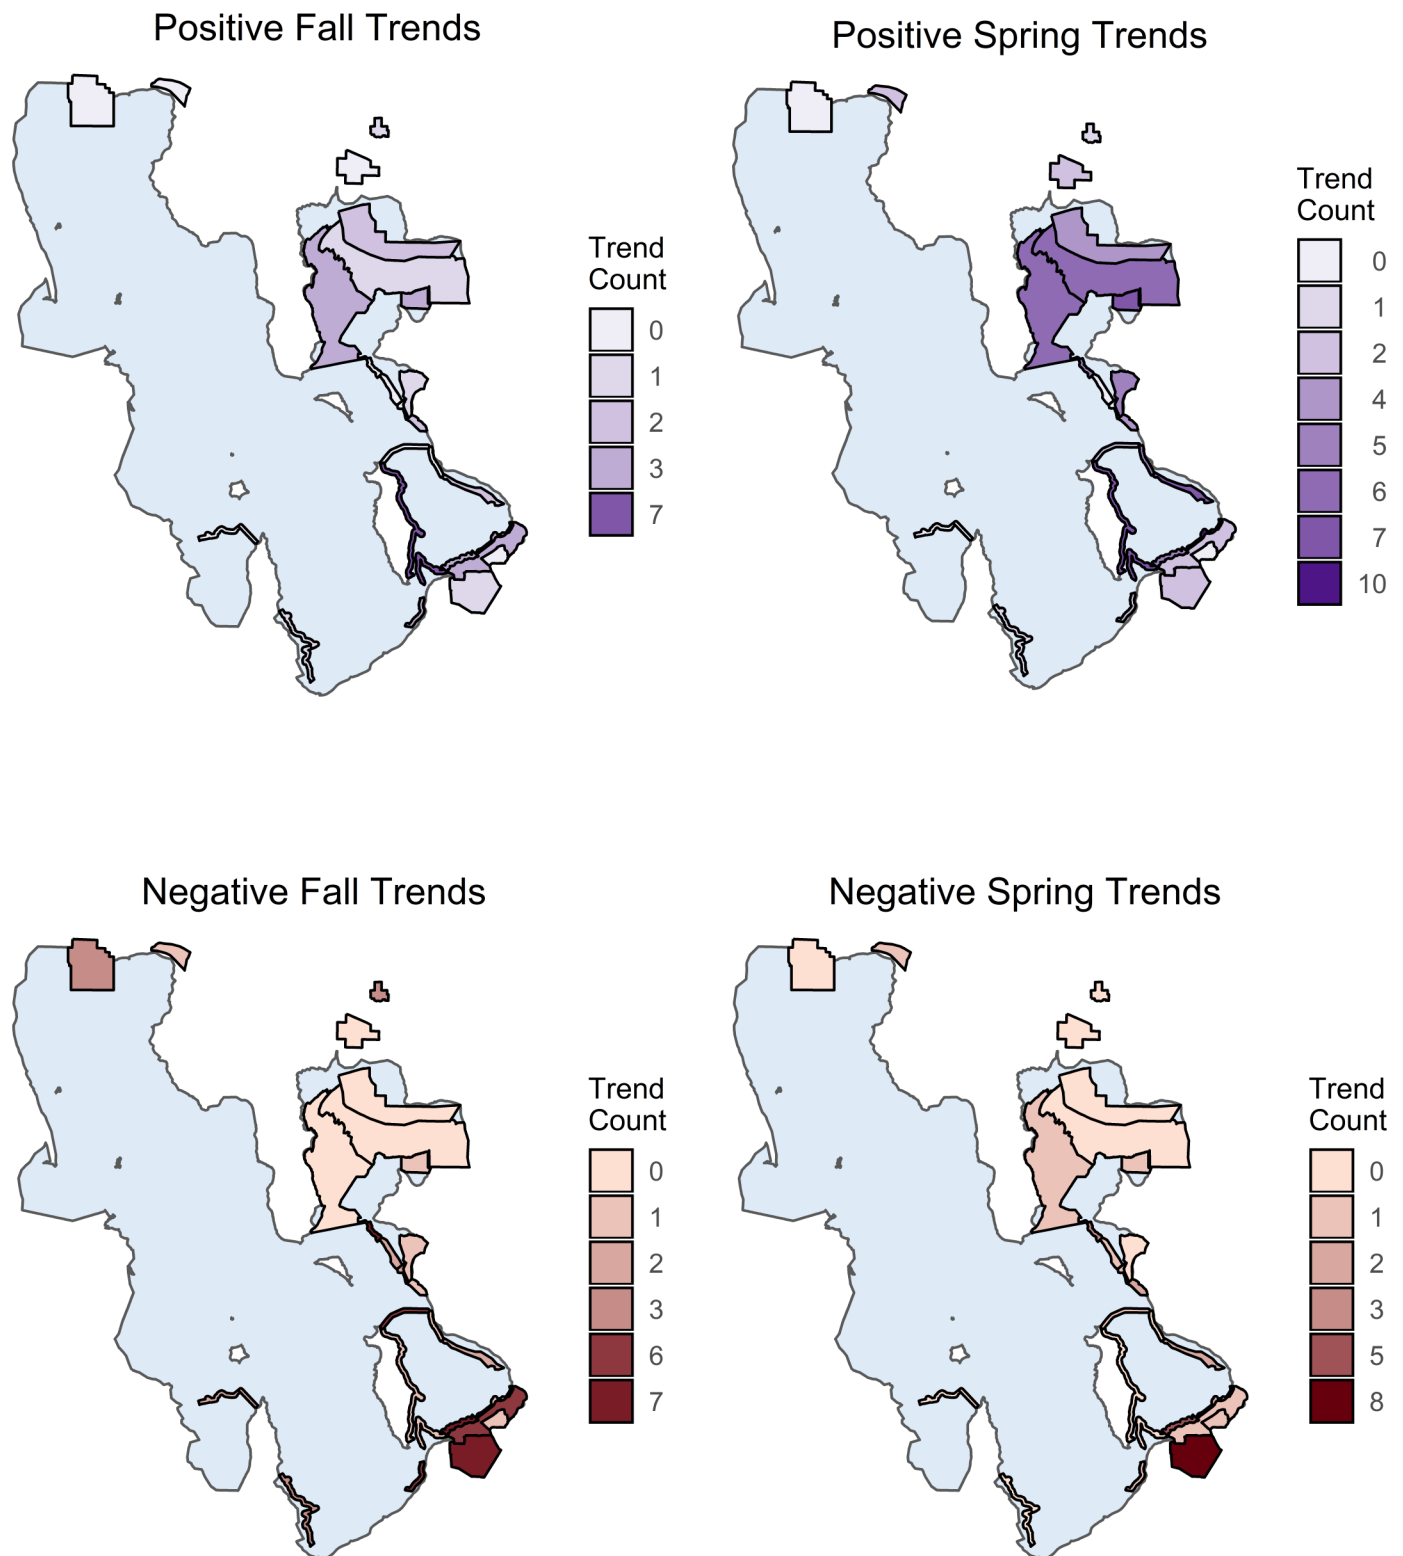 Positive Fall Trends
Trend
Count
0
1
2
3
7
Positive Spring Trends
Trend
Count
0
1
2
4
5
6
7
10
Negative Fall Trends
Trend
Count
0
1
2
3
6
7
Negative Spring Trends
Trend
Count
0
1
2
3
5
8